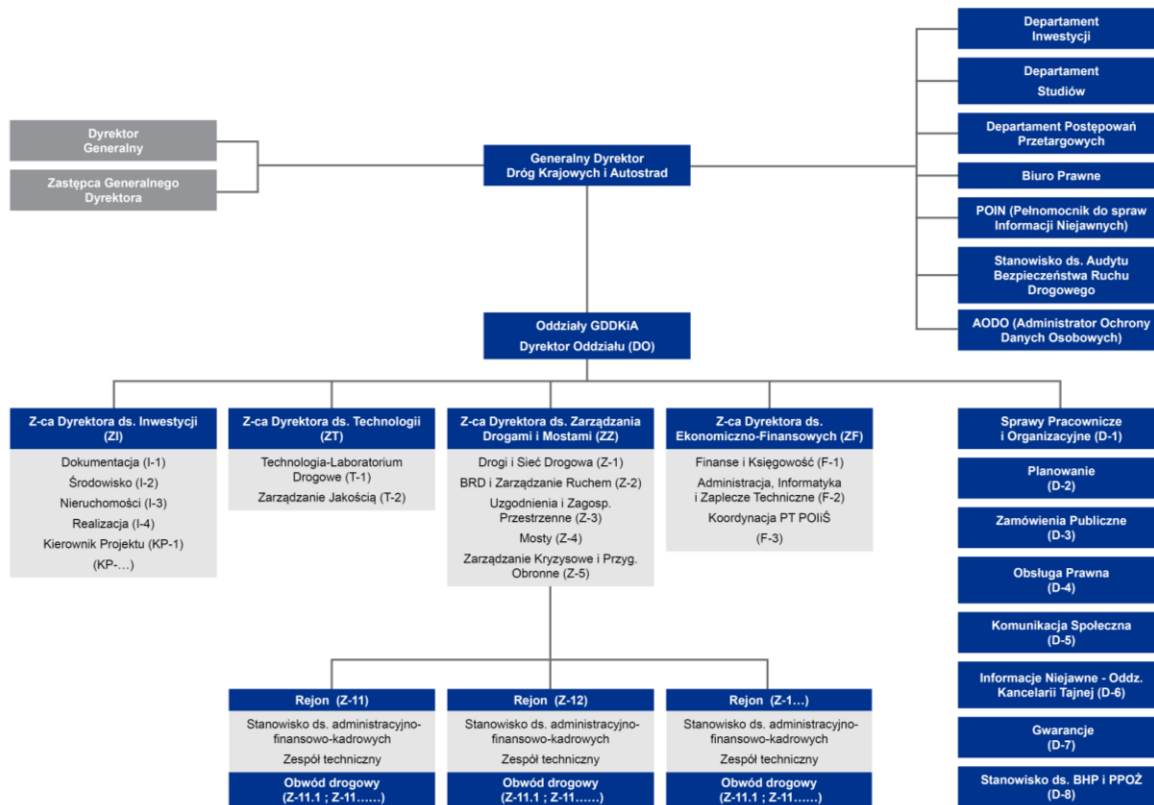 Departament
Inwestycji
Departament
Studiów
Dyrektor
Generalny
Zastępca Generalnego
Dyrektora
Generalny Dyrektor
Dróg Krajowych i Autostrad
Departament Postępowań
Przetargowych
Biuro Prawne
POIN (Pełnomocnik do spraw
Informacji Niejawnych)
Stanowisko ds. Audytu
Bezpieczeństwa Ruchu
Drogowego
AODO (Administrator Ochrony
Danych Osobowych)
Oddziały GDDKiA
Dyrektor Oddziału (DO)
Z-ca Dyrektora ds. Inwestycji
(ZI)
Dokumentacja (I-1)
Środowisko (I-2)
Nieruchomości (I-3)
Realizacja (I-4)
Kierownik Projektu (KP-1)
(KP-…)
Z-ca Dyrektora ds. Technologii
(ZT)
Technologia-Laboratorium
Drogowe (T-1)
Zarządzanie Jakością (T-2)
Z-ca Dyrektora ds. Zarządzania
Drogami i Mostami (ZZ)
Drogi i Sieć Drogowa (Z-1)
BRD i Zarządzanie Ruchem (Z-2)
Uzgodnienia i Zagosp.
Przestrzenne (Z-3)
Mosty (Z-4)
Zarządzanie Kryzysowe i Przyg.
Obronne (Z-5)
Z-ca Dyrektora ds.
Ekonomiczno-Finansowych (ZF)
Finanse i Księgowość (F-1)
Administracja, Informatyka
i Zaplecze Techniczne (F-2)
Koordynacja PT POIiŚ
(F-3)
Sprawy Pracownicze
i Organizacyjne (D-1)
Planowanie
(D-2)
Zamówienia Publiczne
(D-3)
Obsługa Prawna
(D-4)
Komunikacja Społeczna
(D-5)
Informacje Niejawne - Oddz.
Kancelarii Tajnej (D-6)
Gwarancje
(D-7)
Stanowisko ds. BHP i PPOŻ
(D-8)
Rejon (Z-11)
Stanowisko ds. administracyjno-
finansowo-kadrowych
Zespół techniczny
Obwód drogowy
(Z-11.1 ; Z-11……)
Rejon (Z-12)
Stanowisko ds. administracyjno-
finansowo-kadrowych
Zespół techniczny
Obwód drogowy
(Z-11.1 ; Z-11……)
Rejon (Z-1…)
Stanowisko ds. administracyjno-
finansowo-kadrowych
Zespół techniczny
Obwód drogowy
(Z-11.1 ; Z-11……)